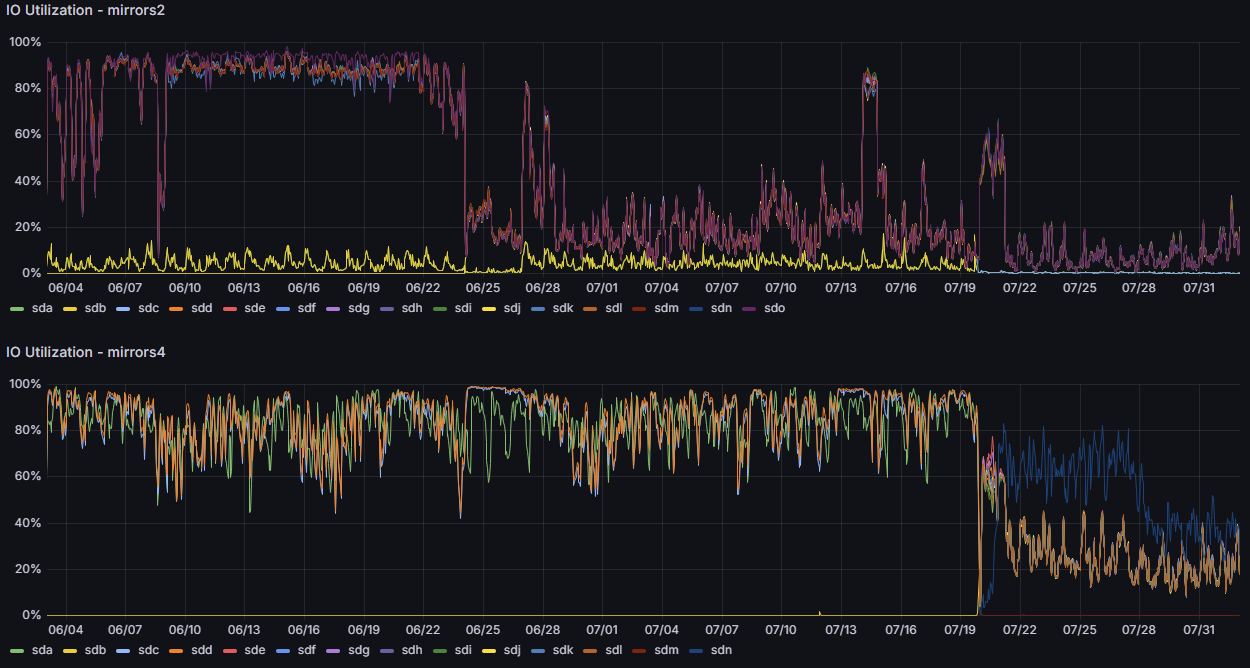 IO Utilization - mirrors2
100%
80%
60%
40%
20%
0%
06/04 06/07 06/10 06/13 06/16 06/19 06/22 06/25 06/28 07/01 07/04 07/07 07/10 07/13 07/16 07/19 07/22 07/25 07/28 07/31
sda sdb sdc sdd sde sdf sdg sdh sdi sdj sdk sdl sdm sdn sdo
IO Utilization - mirrors4
100%
80%
60%
40%
20%
0%
06/04 06/07 06/10 06/13 06/16 06/19 06/22 06/25 06/28 07/01 07/04 07/07 07/10 07/13 07/16 07/19 07/22 07/25 07/28 07/31
sda sdb sdc sdd sde sdf sdg sdh sdi sdj sdk sdl sdm sdn